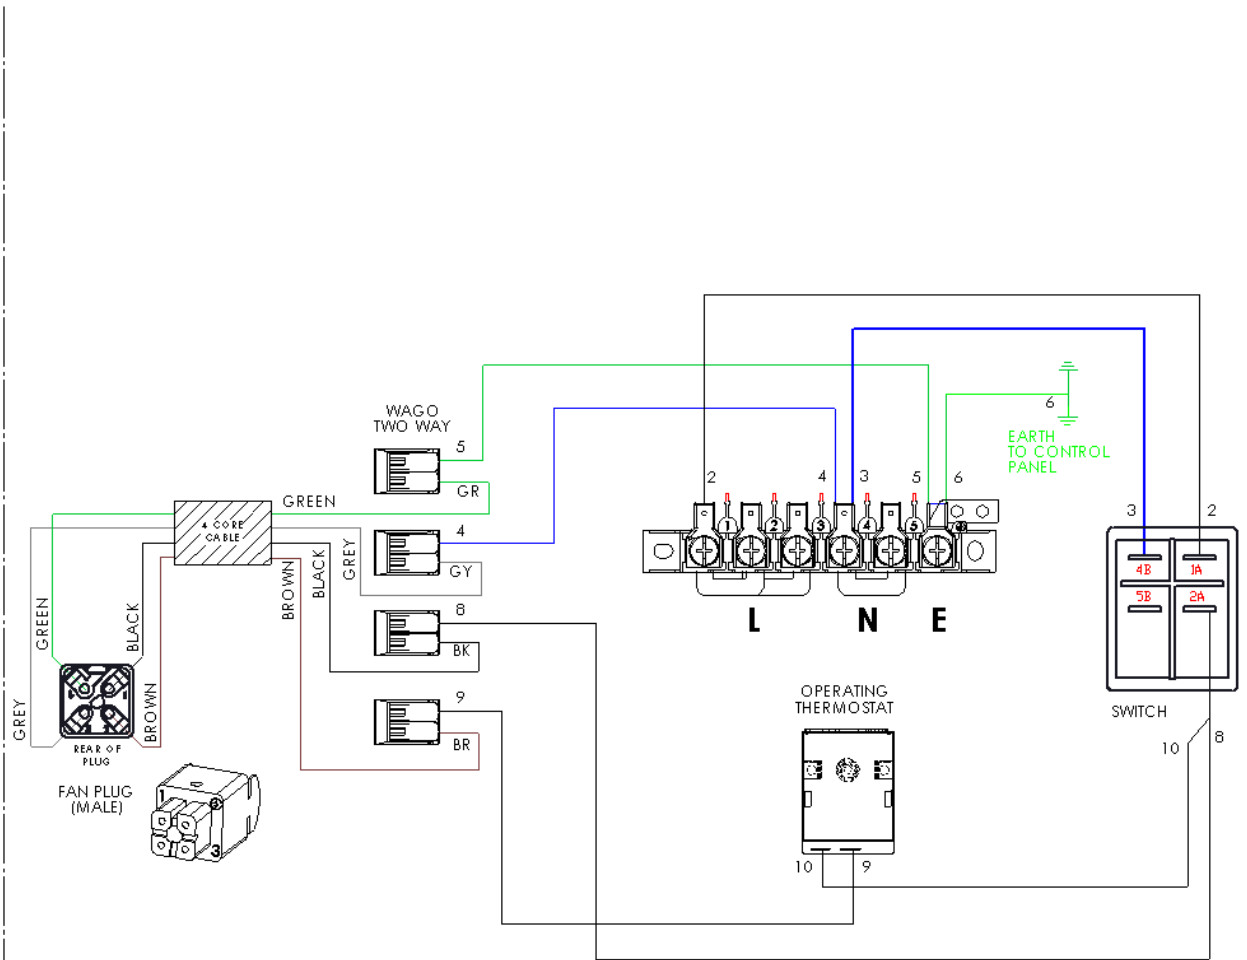 WAGO
TWO WAY
5
GR
GREEN
4 CORE
CABLE
4
GY
GREY
BLACK
BROWN
8
BK
9
BR
GREEN
BLACK
GREY
BROWN
REAR OF
PLUG
FAN PLUG
(MALE)
1
3
6
EARTH
TO CONTROL
PANEL
2
4
3
5
6
1
2
3
4
5
L
N
E
3
2
4B
1A
5B
2A
SWITCH
10
8
OPERATING
THERMOSTAT
10
9